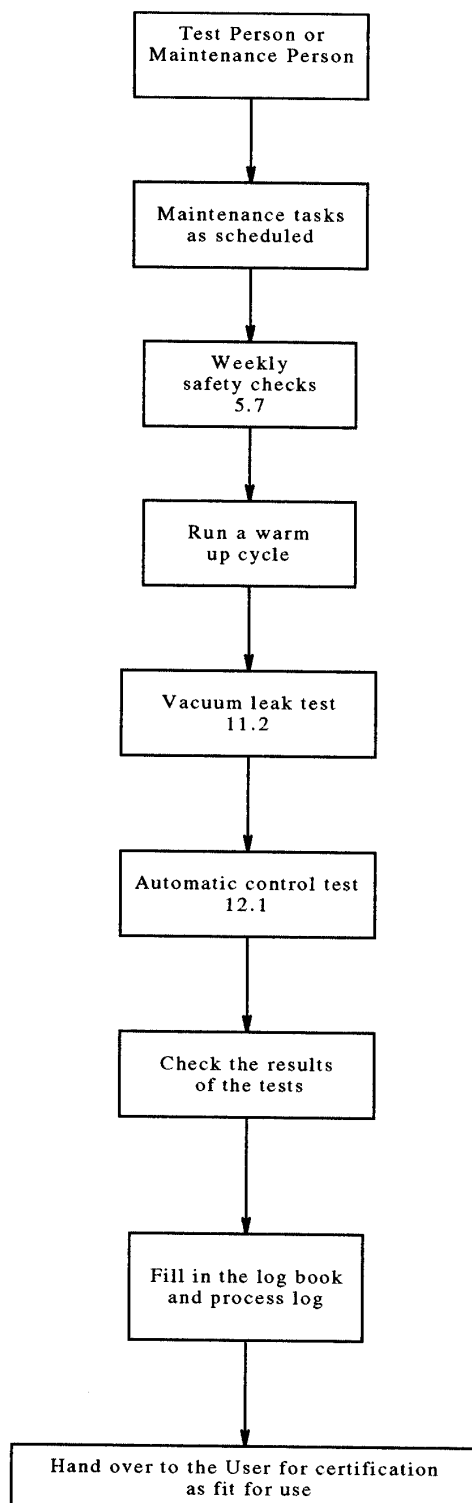 Test Person or
Maintenance Person
Maintenance tasks
as scheduled
Weekly
safety checks
5.7
Run a warm
up cycle
Vacuum leak test
11.2
Automatic control test
12.1
Check the results
of the tests
Fill in the log book
and process log
Hand over to the User for certification
as fit for use